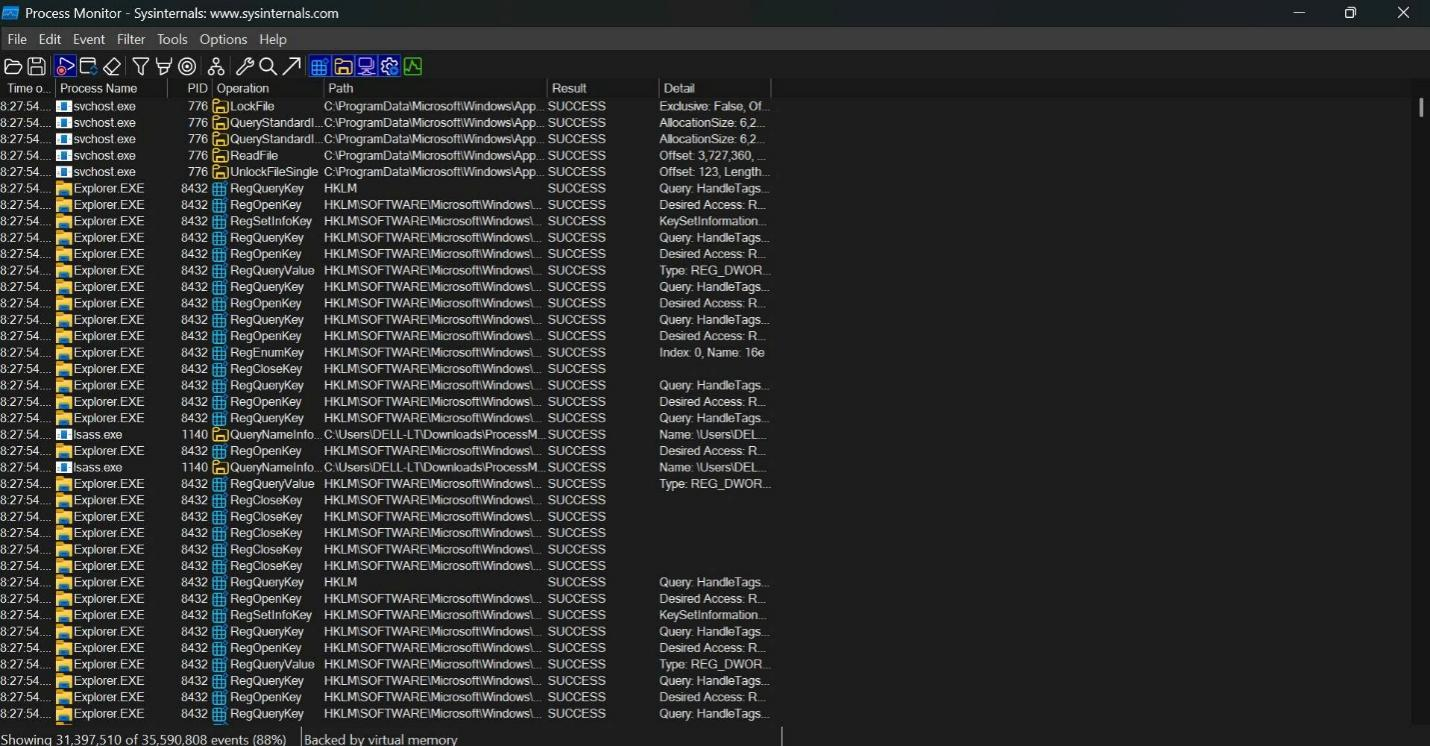 Process Monitor - Sysinternals: www.sysinternals.com
File Edit Event Filter Tools Options Help
Time o... Process Name PID Operation Path Result Detail
8:27:54.... svchost.exe 776 LockFile C:\ProgramData\Microsoft\Windows\App... SUCCESS Exclusive: False, Of...
8:27:54.... svchost.exe 776 QueryStandardI... C:\ProgramData\Microsoft\Windows\App... SUCCESS AllocationSize: 6,2...
8:27:54.... svchost.exe 776 QueryStandardI... C:\ProgramData\Microsoft\Windows\App... SUCCESS AllocationSize: 6,2...
8:27:54.... svchost.exe 776 ReadFile C:\ProgramData\Microsoft\Windows\App... SUCCESS Offset: 3,727,360, ...
8:27:54.... svchost.exe 776 UnlockFileSingle C:\ProgramData\Microsoft\Windows\App... SUCCESS Offset: 123, Length...
8:27:54.... Explorer.EXE 8432 RegQueryKey HKLM SUCCESS Query: HandleTags...
8:27:54.... Explorer.EXE 8432 RegOpenKey HKLM\SOFTWARE\Microsoft\Windows\... SUCCESS Desired Access: R...
8:27:54.... Explorer.EXE 8432 RegSetInfoKey HKLM\SOFTWARE\Microsoft\Windows\... SUCCESS KeySetInformation...
8:27:54.... Explorer.EXE 8432 RegQueryKey HKLM\SOFTWARE\Microsoft\Windows\... SUCCESS Query: HandleTags...
8:27:54.... Explorer.EXE 8432 RegOpenKey HKLM\SOFTWARE\Microsoft\Windows\... SUCCESS Desired Access: R...
8:27:54.... Explorer.EXE 8432 RegQueryValue HKLM\SOFTWARE\Microsoft\Windows\... SUCCESS Type: REG_DWOR...
8:27:54.... Explorer.EXE 8432 RegQueryKey HKLM\SOFTWARE\Microsoft\Windows\... SUCCESS Query: HandleTags...
8:27:54.... Explorer.EXE 8432 RegOpenKey HKLM\SOFTWARE\Microsoft\Windows\... SUCCESS Desired Access: R...
8:27:54.... Explorer.EXE 8432 RegQueryKey HKLM\SOFTWARE\Microsoft\Windows\... SUCCESS Query: HandleTags...
8:27:54.... Explorer.EXE 8432 RegOpenKey HKLM\SOFTWARE\Microsoft\Windows\... SUCCESS Desired Access: R...
8:27:54.... Explorer.EXE 8432 RegEnumKey HKLM\SOFTWARE\Microsoft\Windows\... SUCCESS Index: 0, Name: 16e
8:27:54.... Explorer.EXE 8432 RegCloseKey HKLM\SOFTWARE\Microsoft\Windows\... SUCCESS
8:27:54.... Explorer.EXE 8432 RegQueryKey HKLM\SOFTWARE\Microsoft\Windows\... SUCCESS Query: HandleTags...
8:27:54.... Explorer.EXE 8432 RegOpenKey HKLM\SOFTWARE\Microsoft\Windows\... SUCCESS Desired Access: R...
8:27:54.... Explorer.EXE 8432 RegQueryKey HKLM\SOFTWARE\Microsoft\Windows\... SUCCESS Query: HandleTags...
8:27:54.... lsass.exe 1140 QueryNameInfo... C:\Users\DELL-LT\Downloads\ProcessM... SUCCESS Name: \Users\DEL...
8:27:54.... Explorer.EXE 8432 RegOpenKey HKLM\SOFTWARE\Microsoft\Windows\... SUCCESS Desired Access: R...
8:27:54.... lsass.exe 1140 QueryNameInfo... C:\Users\DELL-LT\Downloads\ProcessM... SUCCESS Name: \Users\DEL...
8:27:54.... Explorer.EXE 8432 RegQueryValue HKLM\SOFTWARE\Microsoft\Windows\... SUCCESS Type: REG_DWOR...
8:27:54.... Explorer.EXE 8432 RegCloseKey HKLM\SOFTWARE\Microsoft\Windows\... SUCCESS
8:27:54.... Explorer.EXE 8432 RegCloseKey HKLM\SOFTWARE\Microsoft\Windows\... SUCCESS
8:27:54.... Explorer.EXE 8432 RegCloseKey HKLM\SOFTWARE\Microsoft\Windows\... SUCCESS
8:27:54.... Explorer.EXE 8432 RegCloseKey HKLM\SOFTWARE\Microsoft\Windows\... SUCCESS
8:27:54.... Explorer.EXE 8432 RegCloseKey HKLM\SOFTWARE\Microsoft\Windows\... SUCCESS
8:27:54.... Explorer.EXE 8432 RegQueryKey HKLM SUCCESS Query: HandleTags...
8:27:54.... Explorer.EXE 8432 RegOpenKey HKLM\SOFTWARE\Microsoft\Windows\... SUCCESS Desired Access: R...
8:27:54.... Explorer.EXE 8432 RegSetInfoKey HKLM\SOFTWARE\Microsoft\Windows\... SUCCESS KeySetInformation...
8:27:54.... Explorer.EXE 8432 RegQueryKey HKLM\SOFTWARE\Microsoft\Windows\... SUCCESS Query: HandleTags...
8:27:54.... Explorer.EXE 8432 RegOpenKey HKLM\SOFTWARE\Microsoft\Windows\... SUCCESS Desired Access: R...
8:27:54.... Explorer.EXE 8432 RegQueryValue HKLM\SOFTWARE\Microsoft\Windows\... SUCCESS Type: REG_DWOR...
8:27:54.... Explorer.EXE 8432 RegQueryKey HKLM\SOFTWARE\Microsoft\Windows\... SUCCESS Query: HandleTags...
8:27:54.... Explorer.EXE 8432 RegOpenKey HKLM\SOFTWARE\Microsoft\Windows\... SUCCESS Desired Access: R...
8:27:54.... Explorer.EXE 8432 RegQueryKey HKLM\SOFTWARE\Microsoft\Windows\... SUCCESS Query: HandleTags...
Showing 31,397,510 of 35,590,808 events (88%) Backed by virtual memory